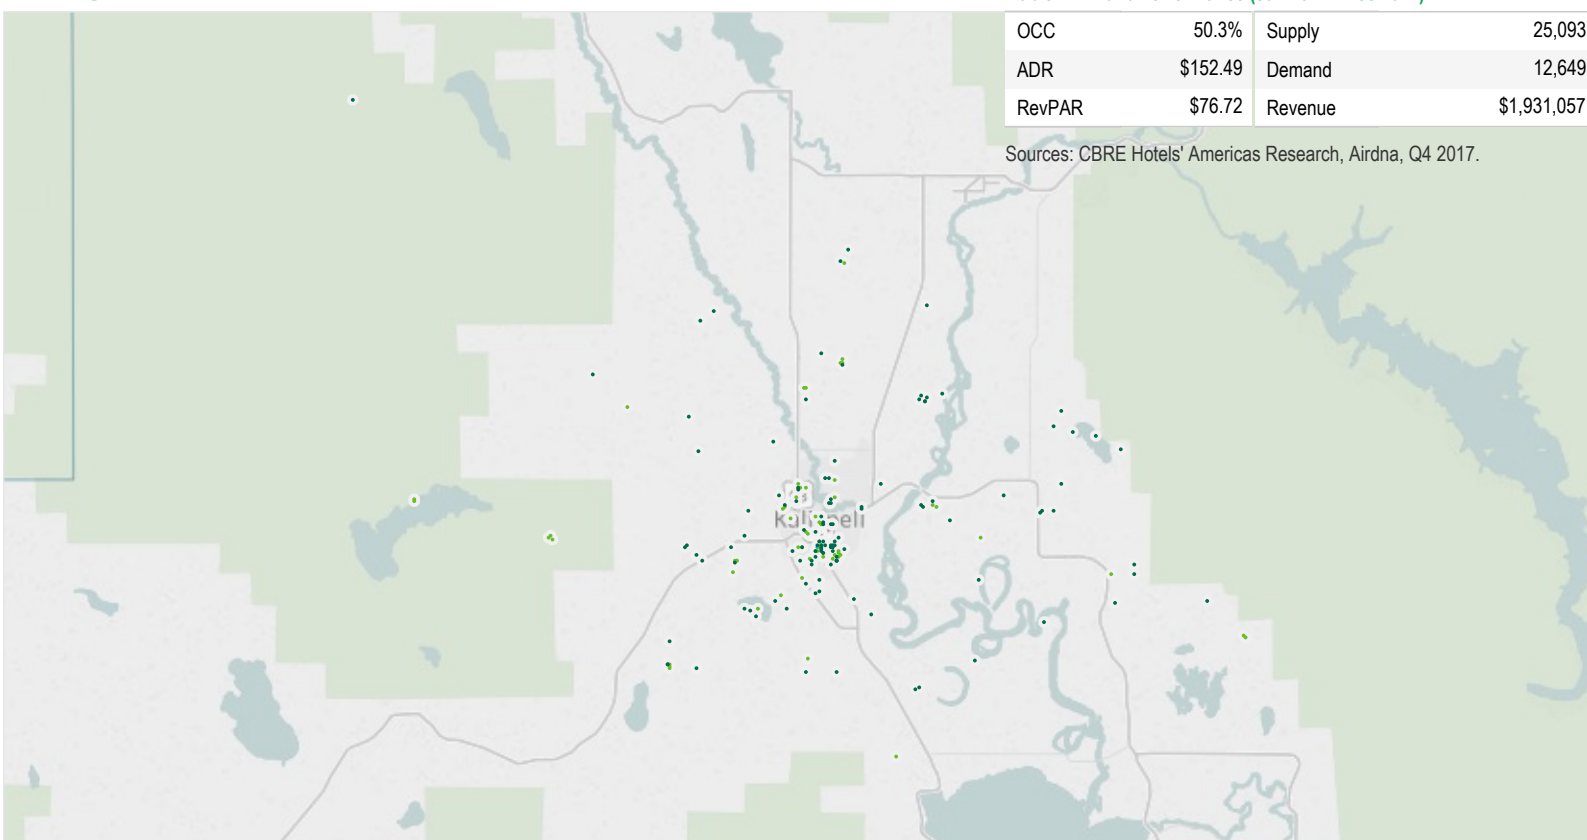 OCC 50.3% Supply 25,093
ADR $152.49 Demand 12,649
RevPAR $76.72 Revenue $1,931,057
Sources: CBRE Hotels' Americas Research, Airdna, Q4 2017.